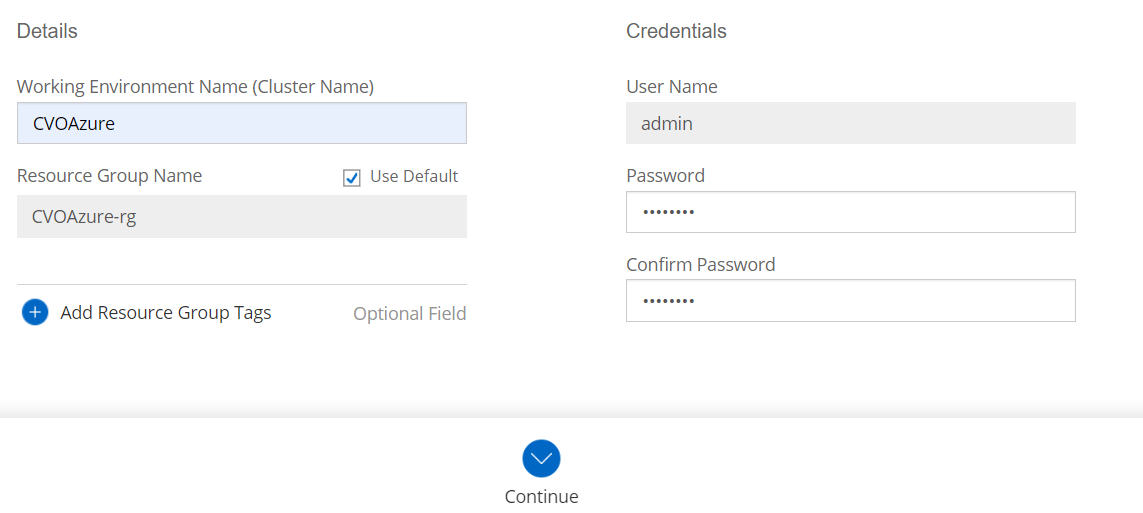 Details
Working Environment Name (Cluster Name)
CVOAzure
Resource Group Name
Use Default
CVOAzure-rg
Add Resource Group Tags
Optional Field
Credentials
User Name
admin
Password
••••••••
Confirm Password
••••••••
Continue